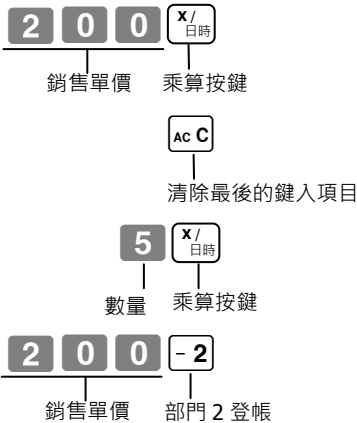 2 0 0 X / 日時
銷售單價 乘算按鍵
AC C
清除最後的鍵入項目
5 X / 日時
數量 乘算按鍵
2 0 0 - 2
銷售單價 部門 2 登帳